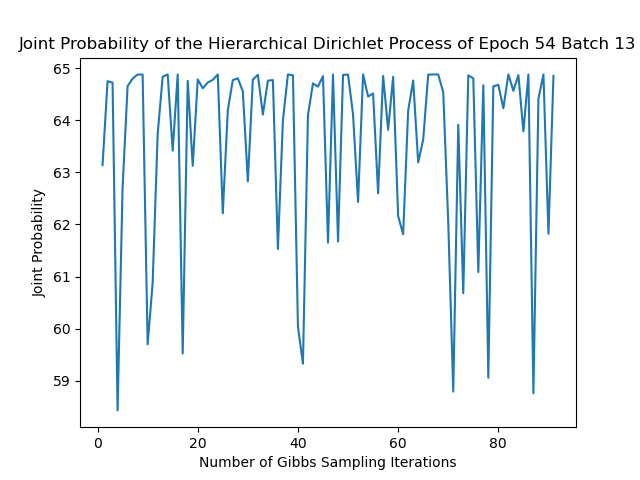 Joint Probability of the Hierarchical Dirichlet Process of Epoch 54 Batch 13
65
64
63
62
61
60
59
Joint Probability
0 20 40 60 80
Number of Gibbs Sampling Iterations